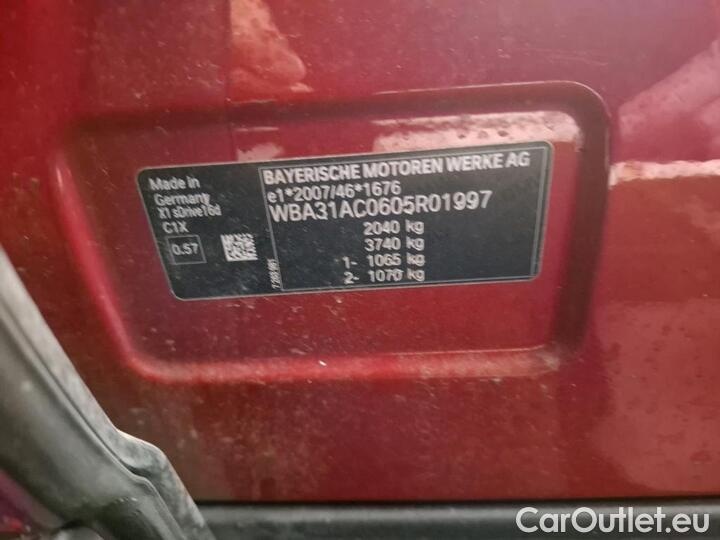 Made in
Germany
X1 sDrive16d
C1X
0.57
BAYERISCHE MOTOREN WERKE AG
e1*2007/46*1676
WBA31AC0605R01997
2040 kg
3740 kg
1- 1065 kg
2- 1070 kg
CarOutlet.eu